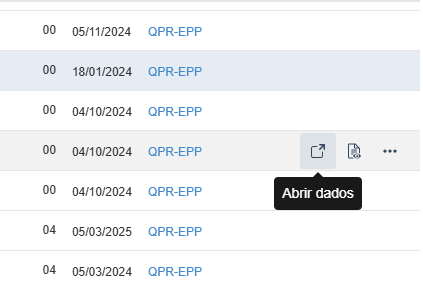 00 05/11/2024 QPR-EPP
00 18/01/2024 QPR-EPP
00 04/10/2024 QPR-EPP
00 04/10/2024 QPR-EPP
Abrir dados
00 04/10/2024 QPR-EPP
04 05/03/2025 QPR-EPP
04 05/03/2024 QPR-EPP